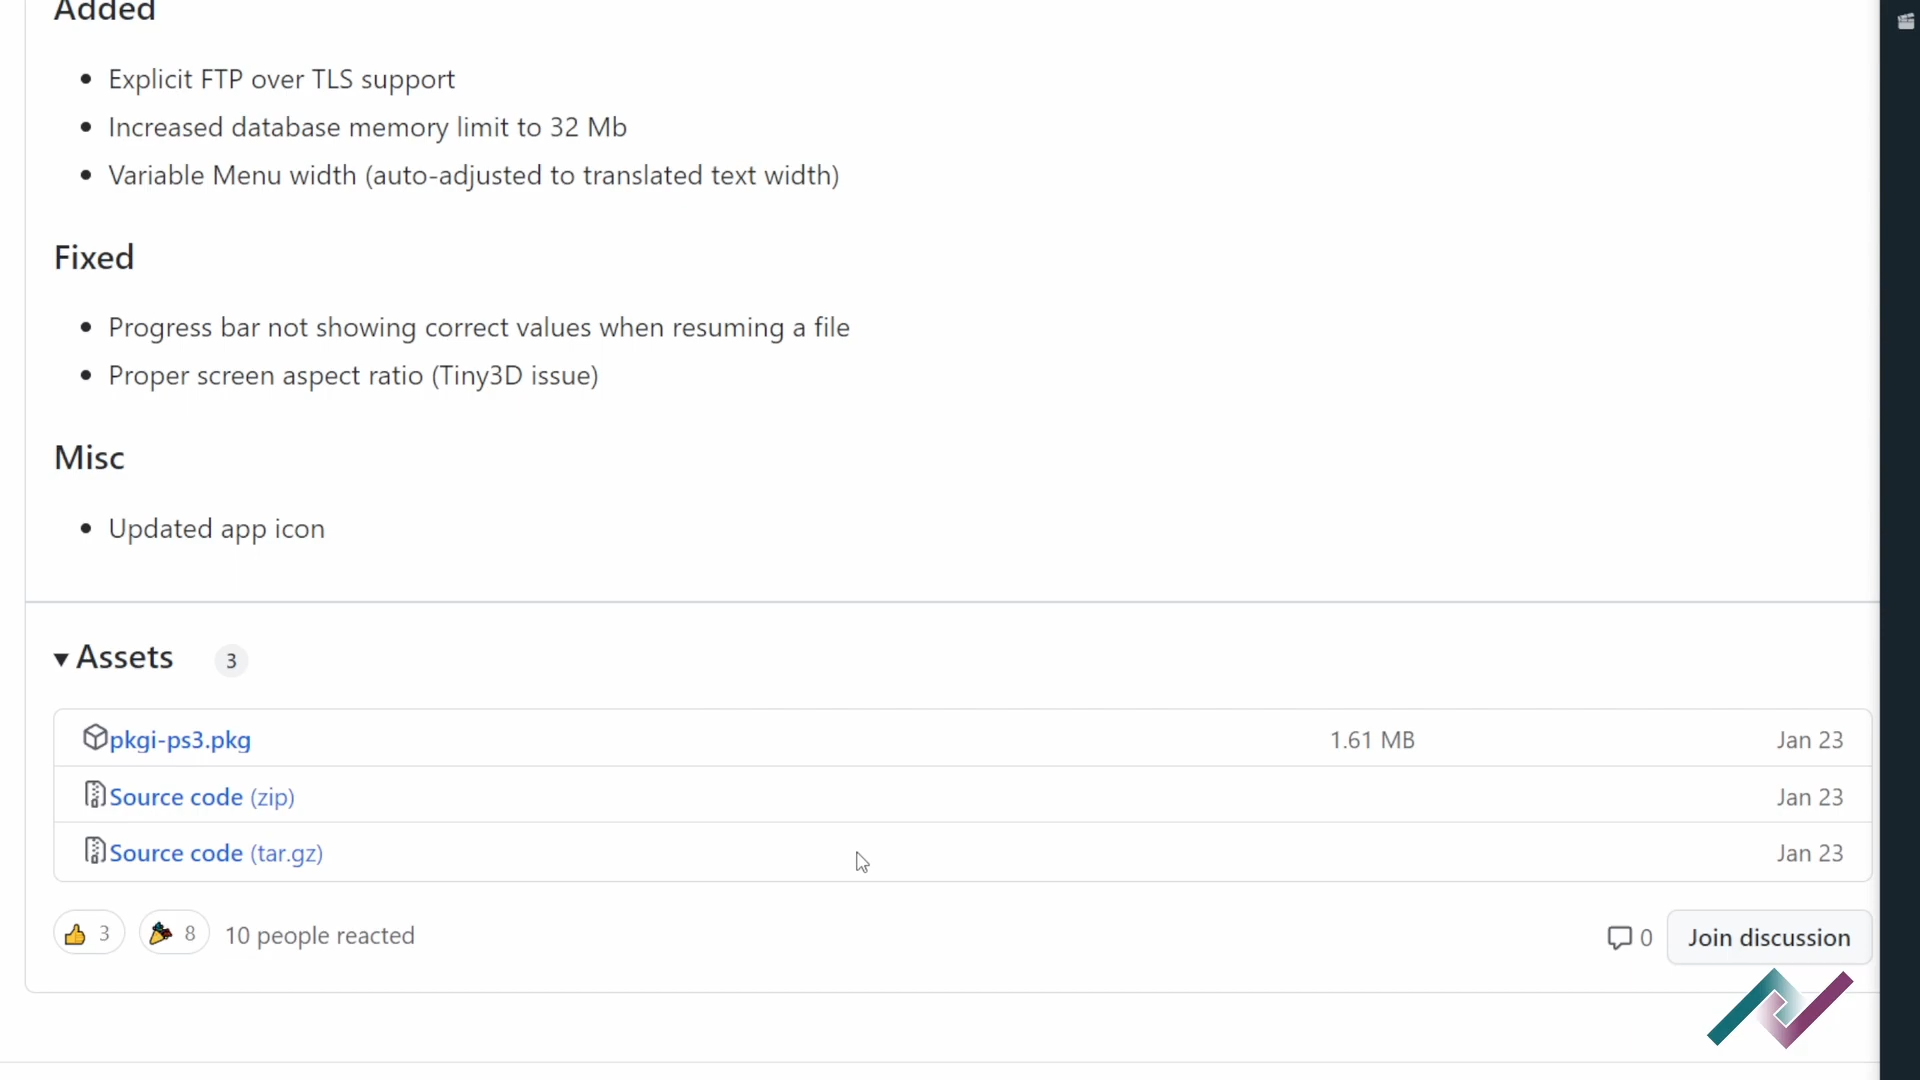 Added
Explicit FTP over TLS support
Increased database memory limit to 32 Mb
Variable Menu width (auto-adjusted to translated text width)
Fixed
Progress bar not showing correct values when resuming a file
Proper screen aspect ratio (Tiny3D issue)
Misc
Updated app icon
Assets 3
pkgi-ps3.pkg 1.61 MB Jan 23
Source code (zip) Jan 23
Source code (tar.gz) Jan 23
3 8 10 people reacted 0 Join discussion